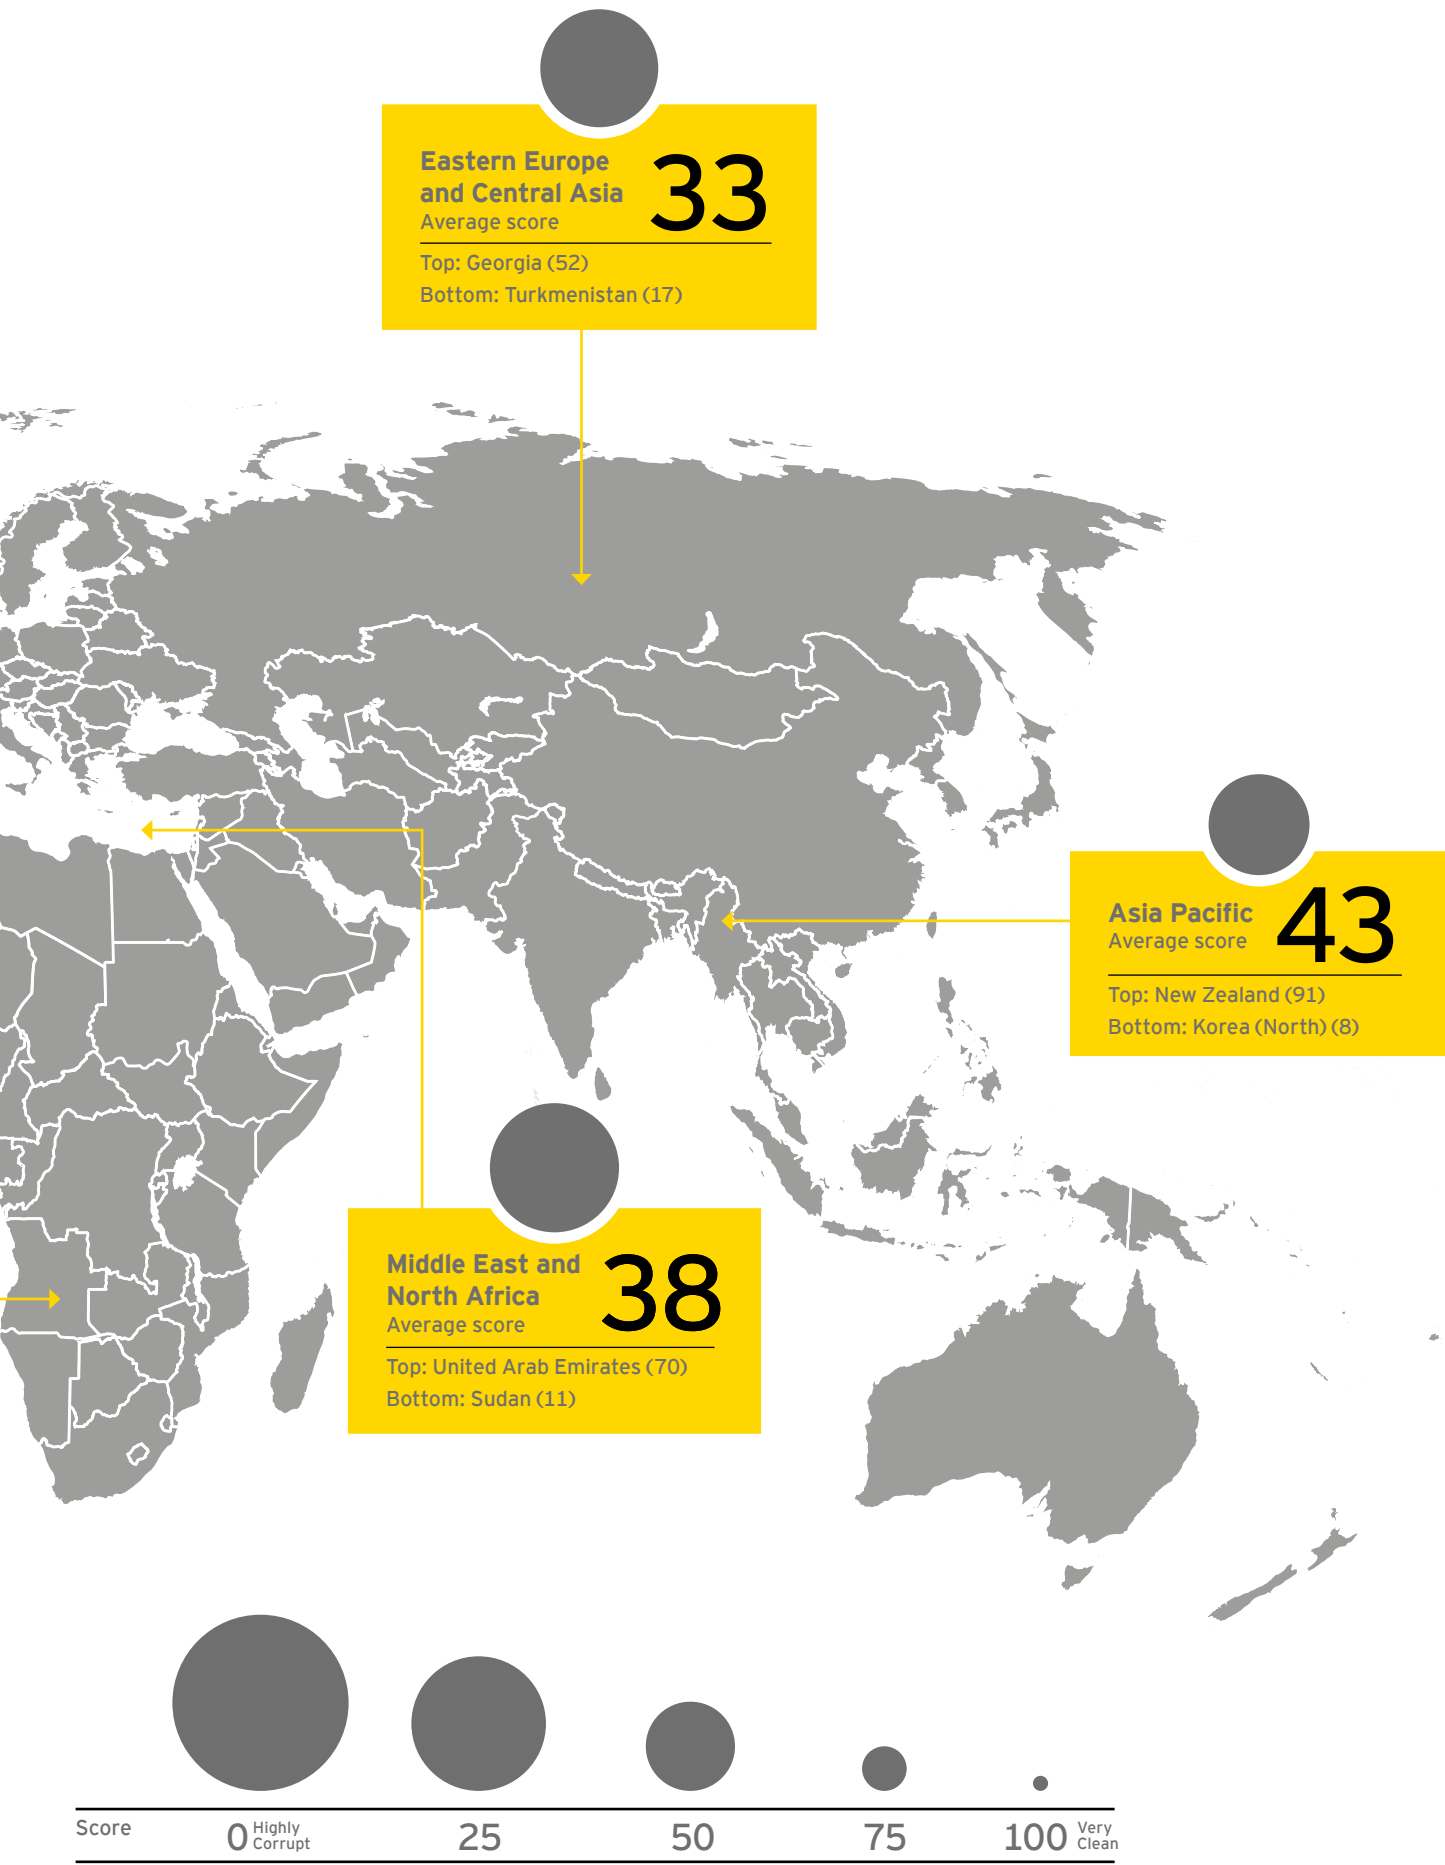 Eastern Europe
and Central Asia
Average score
33
Top: Georgia (52)
Bottom: Turkmenistan (17)
Asia Pacific
Average score
43
Top: New Zealand (91)
Bottom: Korea (North) (8)
Middle East and
North Africa
Average score
38
Top: United Arab Emirates (70)
Bottom: Sudan (11)
Score
0 Highly
Corrupt
25
50
75
100 Very
Clean